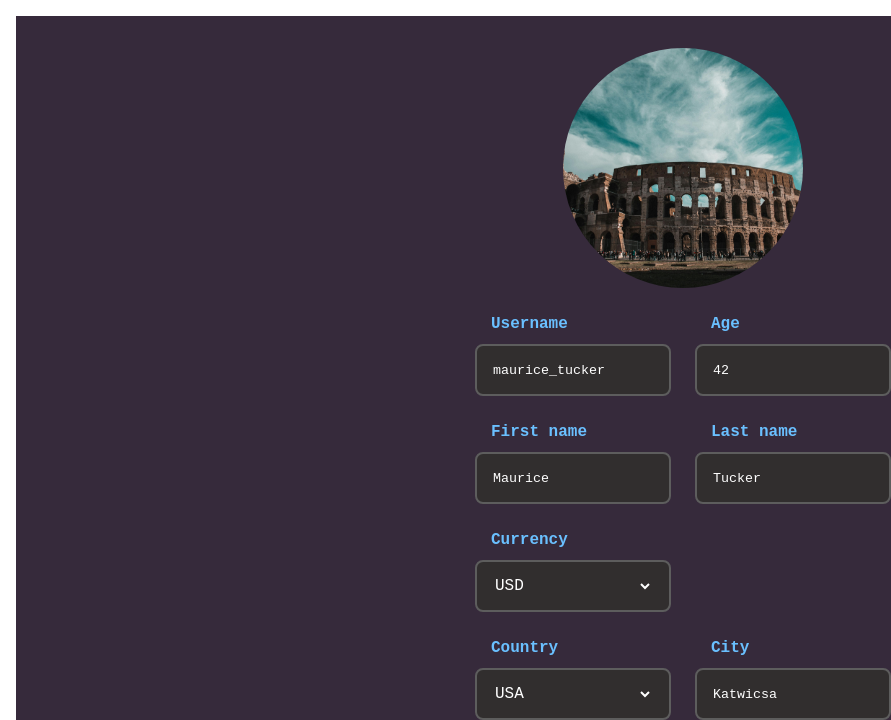 Username Age
maurice_tucker 42
First name Last name
Maurice Tucker
Currency
USD
Country City
USA Katwicsa